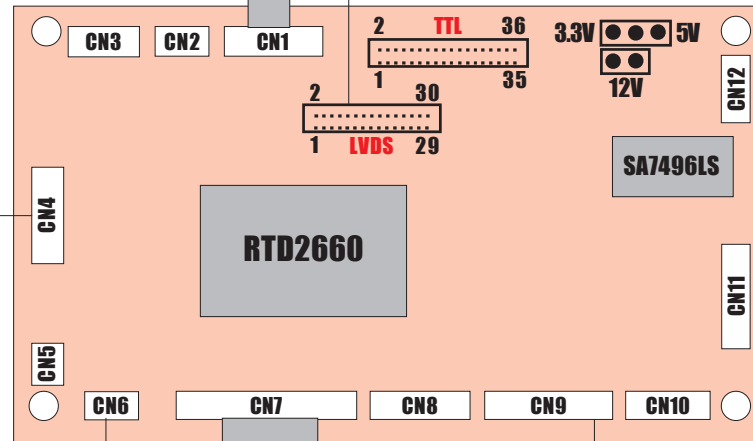 CN3
CN2
CN1
2 TTL 36
1 35
3.3V 5V
12V
CN12
2 30
1 LVDS 29
SA7496LS
CN4
RTD2660
CN11
CN5
CN6
CN7
CN8
CN9
CN10